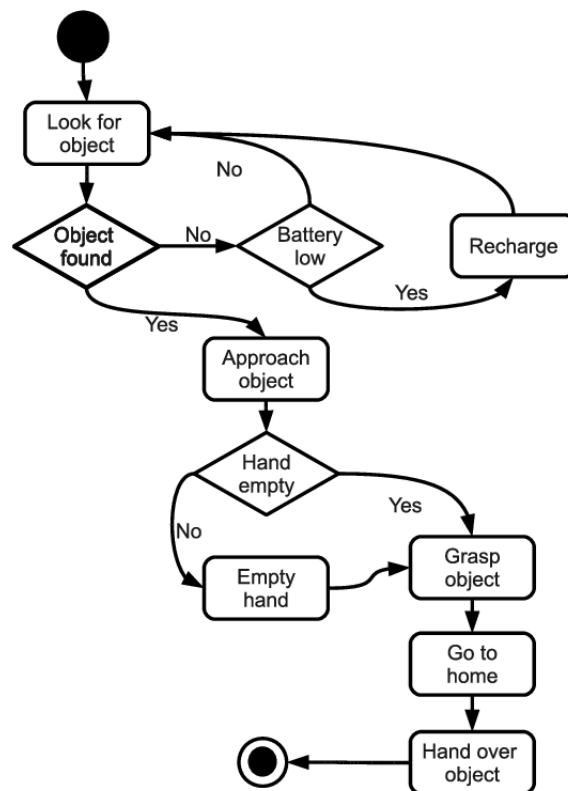 Look for
object
No
Object
found
No
Battery
low
Recharge
Yes
Yes
Approach
object
Hand
empty
No
Yes
Empty
hand
Grasp
object
Go to
home
Hand over
object